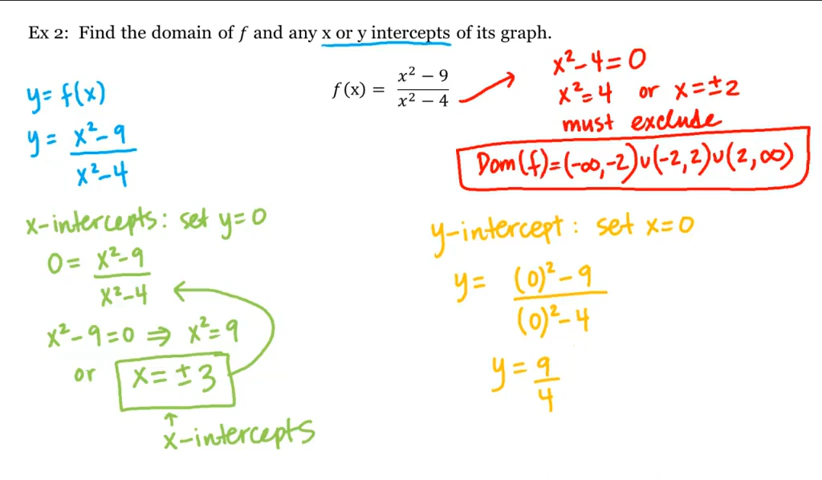 Ex 2: Find the domain of f and any x or y intercepts of its graph.
f(x) = x² − 9 / x² − 4
x²-4=0
x²=4 or x=±2
must exclude
Dom(f)=(-∞,-2)∪(-2,2)∪(2,∞)
y=f(x)
y= x²-9 / x²-4
x-intercepts: set y=0
0= x²-9 / x²-4
x²-9=0 ⇒ x²=9
or x=±3
↑
x-intercepts
y-intercept: set x=0
y= (0)²-9 / (0)²-4
y= 9/4